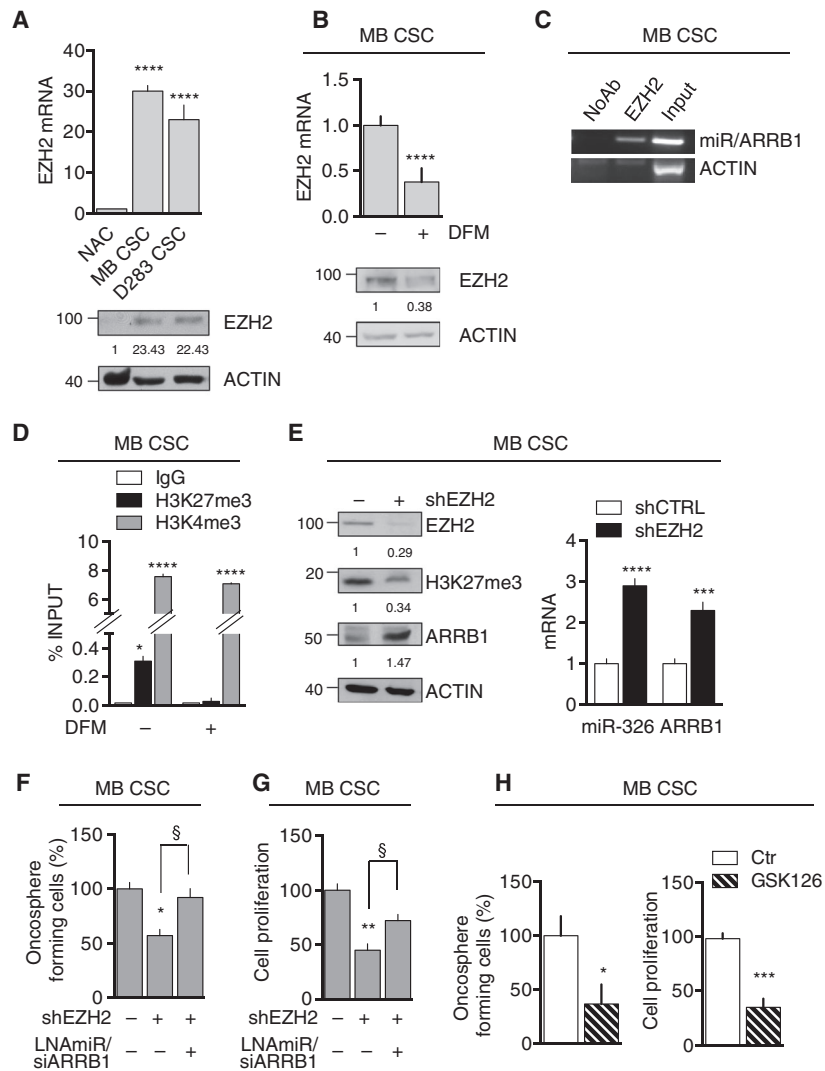 A
EZH2 mRNA
40
30
20
10
0
****
****
NAC
MB CSC
D283 CSC
100
EZH2
1 23.43 22.43
40
ACTIN
B
MB CSC
EZH2 mRNA
1.5
1.0
0.5
0.0
****
– + DFM
100
EZH2
1 0.38
40
ACTIN
C
MB CSC
NoAb
EZH2
Input
miR/ARRB1
ACTIN
D
MB CSC
IgG
H3K27me3
H3K4me3
% INPUT
10
8
6
0.4
0.2
0.0
*
****
****
DFM – +
E
MB CSC
– + shEZH2
100
EZH2
1 0.29
20
H3K27me3
1 0.34
50
ARRB1
1 1.47
40
ACTIN
shCTRL
shEZH2
mRNA
4
3
2
1
0
****
***
miR-326 ARRB1
F
MB CSC
Oncosphere
forming cells (%)
150
100
50
0
*
§
shEZH2 – + +
LNAmiR/
siARRB1 – – +
G
MB CSC
Cell proliferation
150
100
50
0
**
§
shEZH2 – + +
LNAmiR/
siARRB1 – – +
H
MB CSC
Ctr
GSK126
Oncosphere
forming cells (%)
150
100
50
0
*
Cell proliferation
150
100
50
0
***